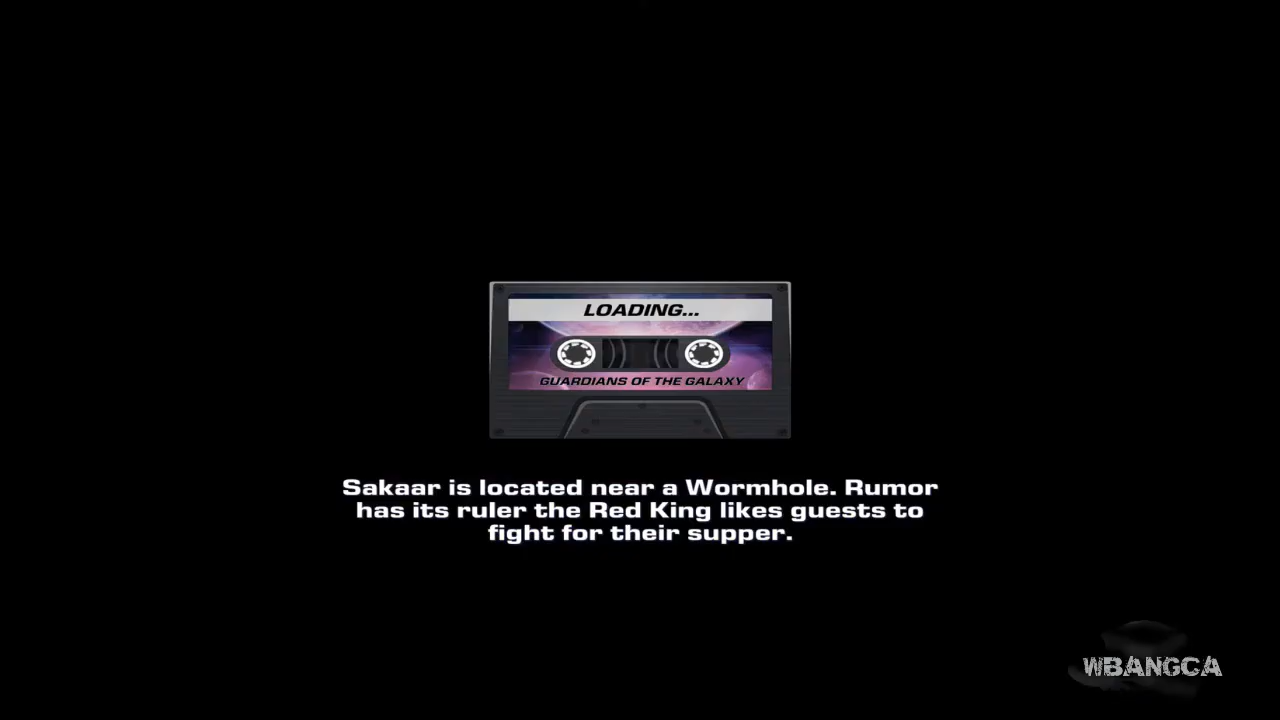 LOADING...
GUARDIANS OF THE GALAXY
Sakaar is located near a Wormhole. Rumor
has its ruler the Red King likes guests to
fight for their supper.
WBANGCA